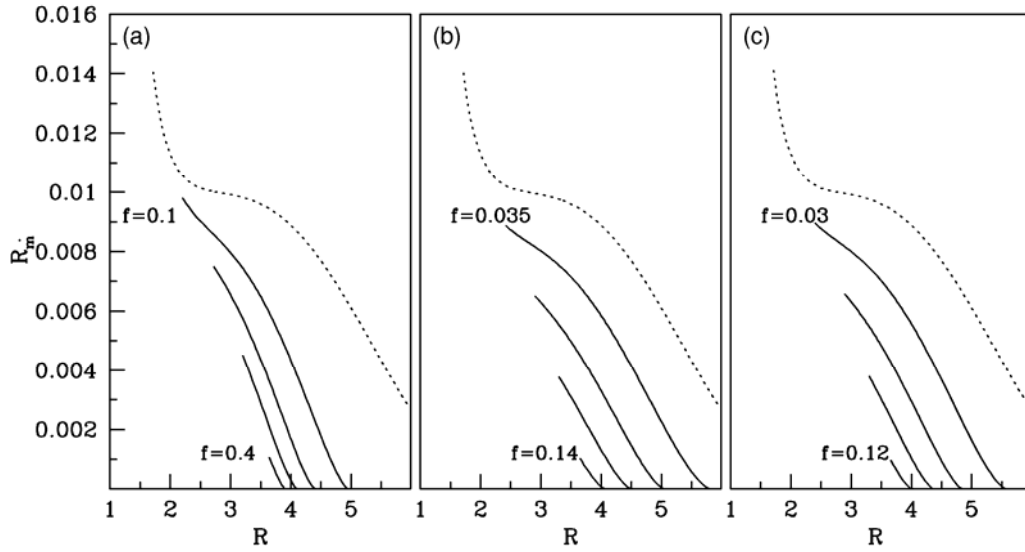 (a) (b) (c)
0.016
0.014
0.012
0.01
0.008
0.006
0.004
0.002
Rṁ
f=0.1
f=0.4
f=0.035
f=0.14
f=0.03
f=0.12
1 2 3 4 5 1 2 3 4 5 1 2 3 4 5
R R R